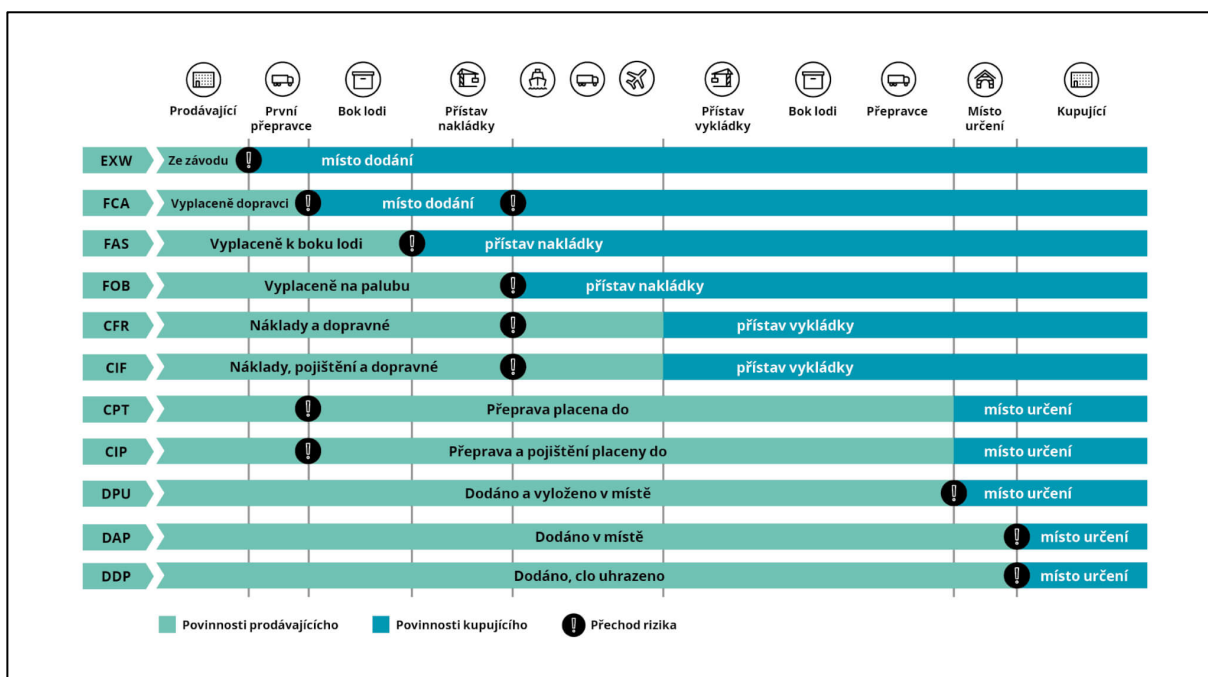 Prodávající
První
přepravce
Bok lodi
Přístav
nakládky
Přístav
vykládky
Bok lodi
Přepravce
Místo
určení
Kupující
EXW Ze závodu místo dodání
FCA Vyplaceně dopravci místo dodání
FAS Vyplaceně k boku lodi přístav nakládky
FOB Vyplaceně na palubu přístav nakládky
CFR Náklady a dopravné přístav vykládky
CIF Náklady, pojištění a dopravné přístav vykládky
CPT Přeprava placena do místo určení
CIP Přeprava a pojištění placeny do místo určení
DPU Dodáno a vyloženo v místě místo určení
DAP Dodáno v místě místo určení
DDP Dodáno, clo uhrazeno místo určení
Povinnosti prodávajícícho Povinnosti kupujícího Přechod rizika